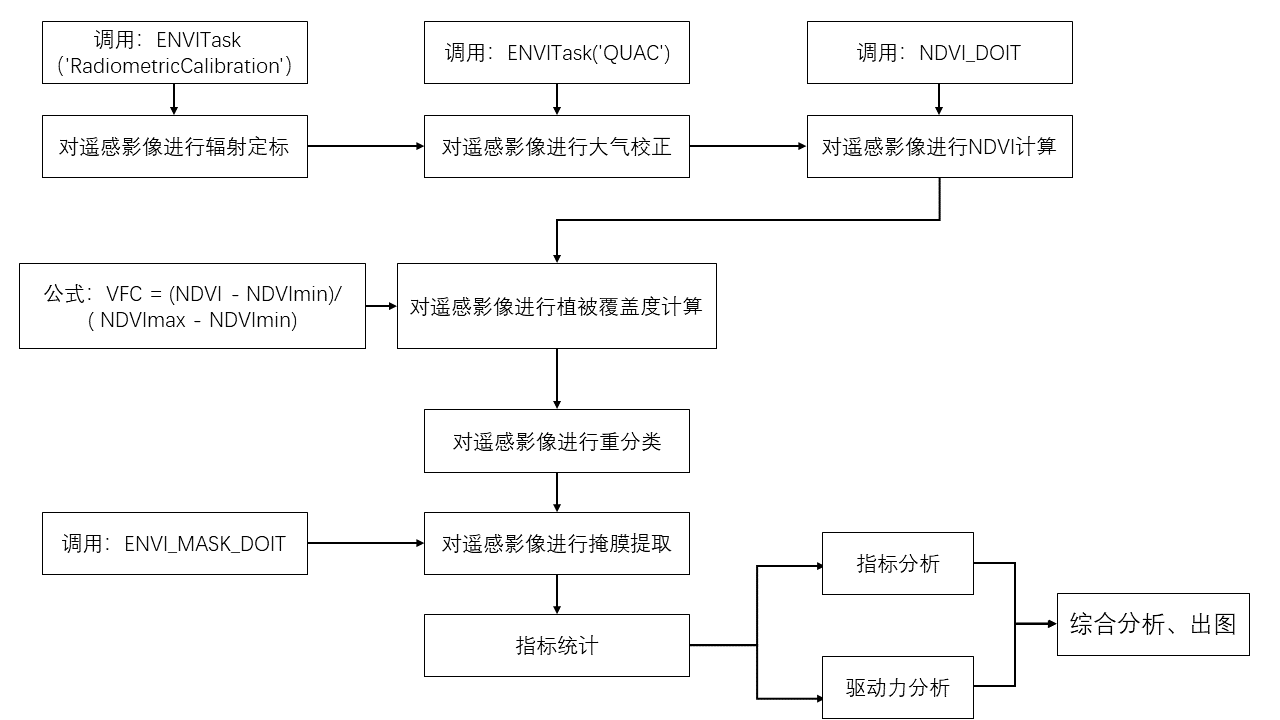 调用：ENVITask
('RadiometricCalibration')
调用：ENVITask('QUAC')
调用：NDVI_DOIT
对遥感影像进行辐射定标
对遥感影像进行大气校正
对遥感影像进行NDVI计算
公式：VFC = (NDVI - NDVImin)/
( NDVImax - NDVImin)
对遥感影像进行植被覆盖度计算
对遥感影像进行重分类
调用：ENVI_MASK_DOIT
对遥感影像进行掩膜提取
指标分析
综合分析、出图
指标统计
驱动力分析